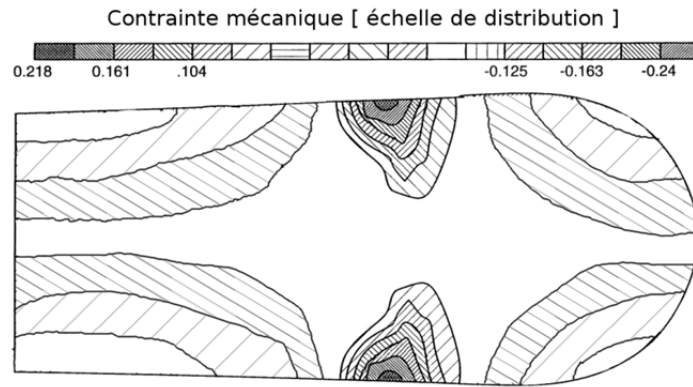 Contrainte mécanique [ échelle de distribution ]
0.218 0.161 .104 -0.125 -0.163 -0.24